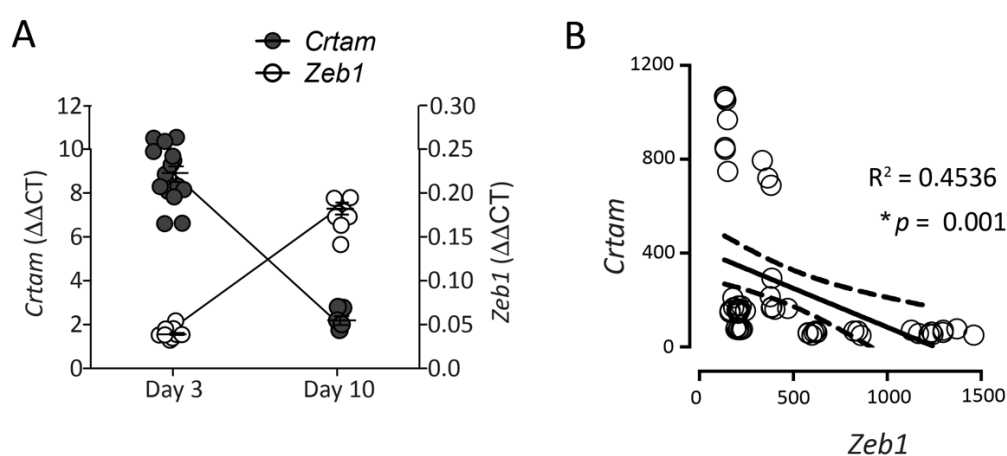 A
Crtam
Zeb1
12
10
8
6
4
2
0
Crtam (ΔΔCT)
0.30
0.25
0.20
0.15
0.10
0.05
0.0
Zeb1 (ΔΔCT)
Day 3
Day 10
B
1200
800
400
0
Crtam
R² = 0.4536
* p = 0.001
0
500
1000
1500
Zeb1